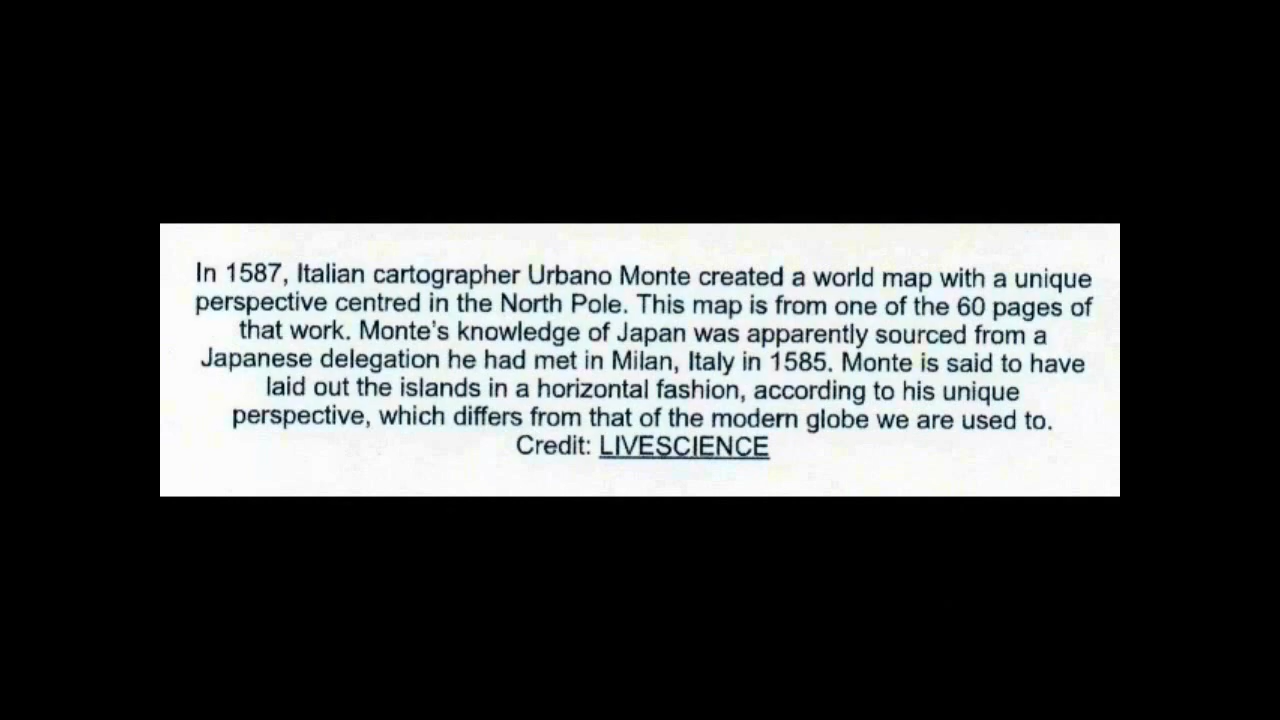 In 1587, Italian cartographer Urbano Monte created a world map with a unique
perspective centred in the North Pole. This map is from one of the 60 pages of
that work. Monte's knowledge of Japan was apparently sourced from a
Japanese delegation he had met in Milan, Italy in 1585. Monte is said to have
laid out the islands in a horizontal fashion, according to his unique
perspective, which differs from that of the modern globe we are used to.
Credit: LIVESCIENCE